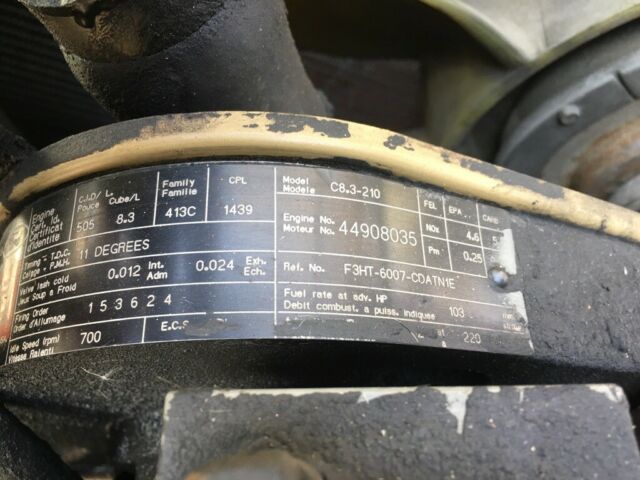 Engine Cert. Id. Certificat d'identite
C.I.D/ L. Pouce Cube/L
505 8.3
Family Famille
413C
CPL
1439
Model Modele C8.3-210
FEL EPA CARB
Engine No. Moteur No. 44908035
NOx 4.6 5
Pm 0.25
Timing - T.D.C. Calage - P.M.H. 11 DEGREES
Ref. No. F3HT-6007-CDATN1E
Valve lash cold Jeux Soup a Froid 0.012 Int. Adm 0.024 Exh. Ech.
Fuel rate at adv. HP
Debit combust. a puiss. indiquee 103
Firing Order Order d'Allumage 1 5 3 6 2 4
at 220
Idle Speed (rpm) Vitesse Ralenti 700
E.C.S